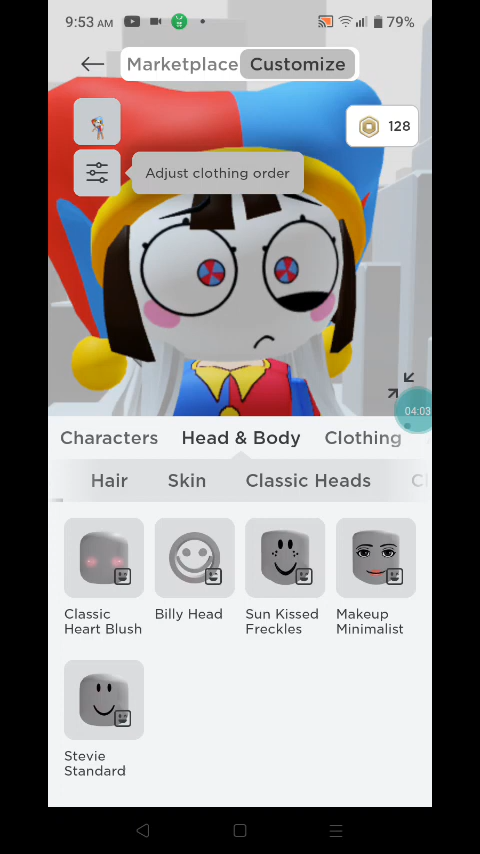 9:53 AM
79%
Marketplace
Customize
128
Adjust clothing order
04:03
Characters
Head & Body
Clothing
Hair
Skin
Classic Heads
Classic
Heart Blush
Billy Head
Sun Kissed
Freckles
Makeup
Minimalist
Stevie
Standard